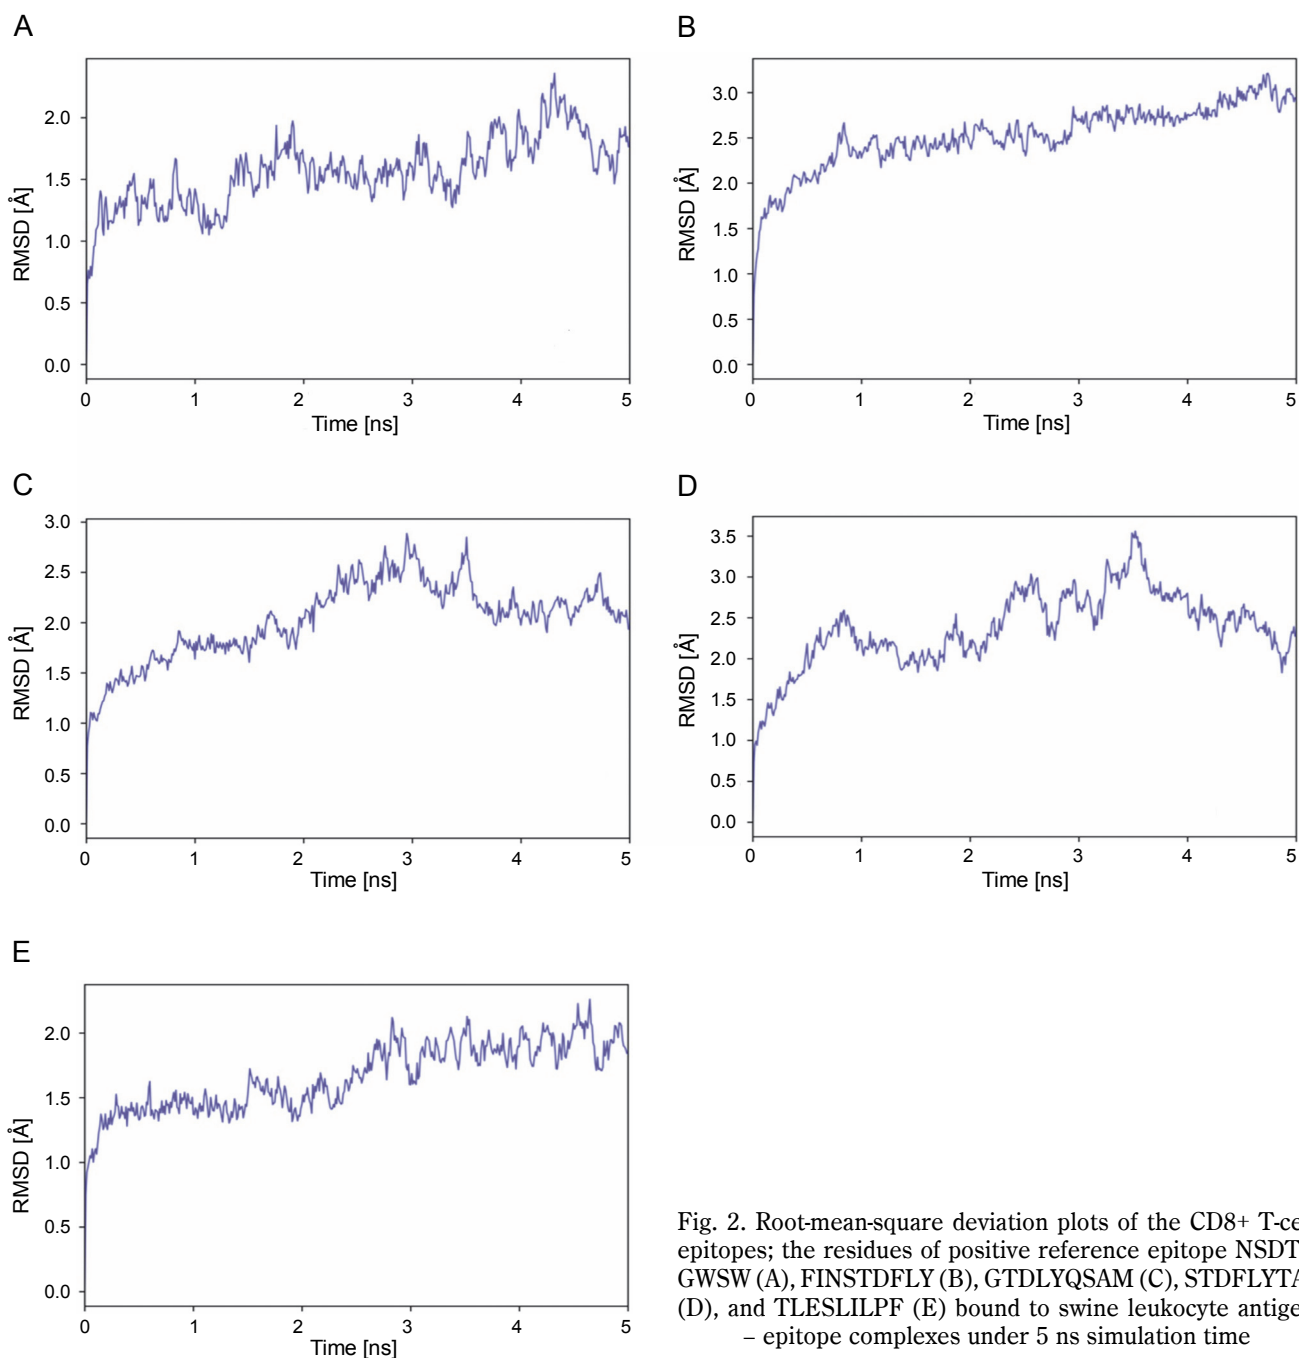 A
2.0
1.5
1.0
0.5
0.0
RMSD [Å]
0 1 2 3 4 5
Time [ns]
B
3.0
2.5
2.0
1.5
1.0
0.5
0.0
RMSD [Å]
0 1 2 3 4 5
Time [ns]
C
3.0
2.5
2.0
1.5
1.0
0.5
0.0
RMSD [Å]
0 1 2 3 4 5
Time [ns]
D
3.5
3.0
2.5
2.0
1.5
1.0
0.5
0.0
RMSD [Å]
0 1 2 3 4 5
Time [ns]
E
2.0
1.5
1.0
0.5
0.0
RMSD [Å]
0 1 2 3 4 5
Time [ns]
Fig. 2. Root-mean-square deviation plots of the CD8+ T-ce
epitopes; the residues of positive reference epitope NSDT
GWSW (A), FINSTDFLY (B), GTDLYQSAM (C), STDFLYTA
(D), and TLESLILPF (E) bound to swine leukocyte antige
– epitope complexes under 5 ns simulation time